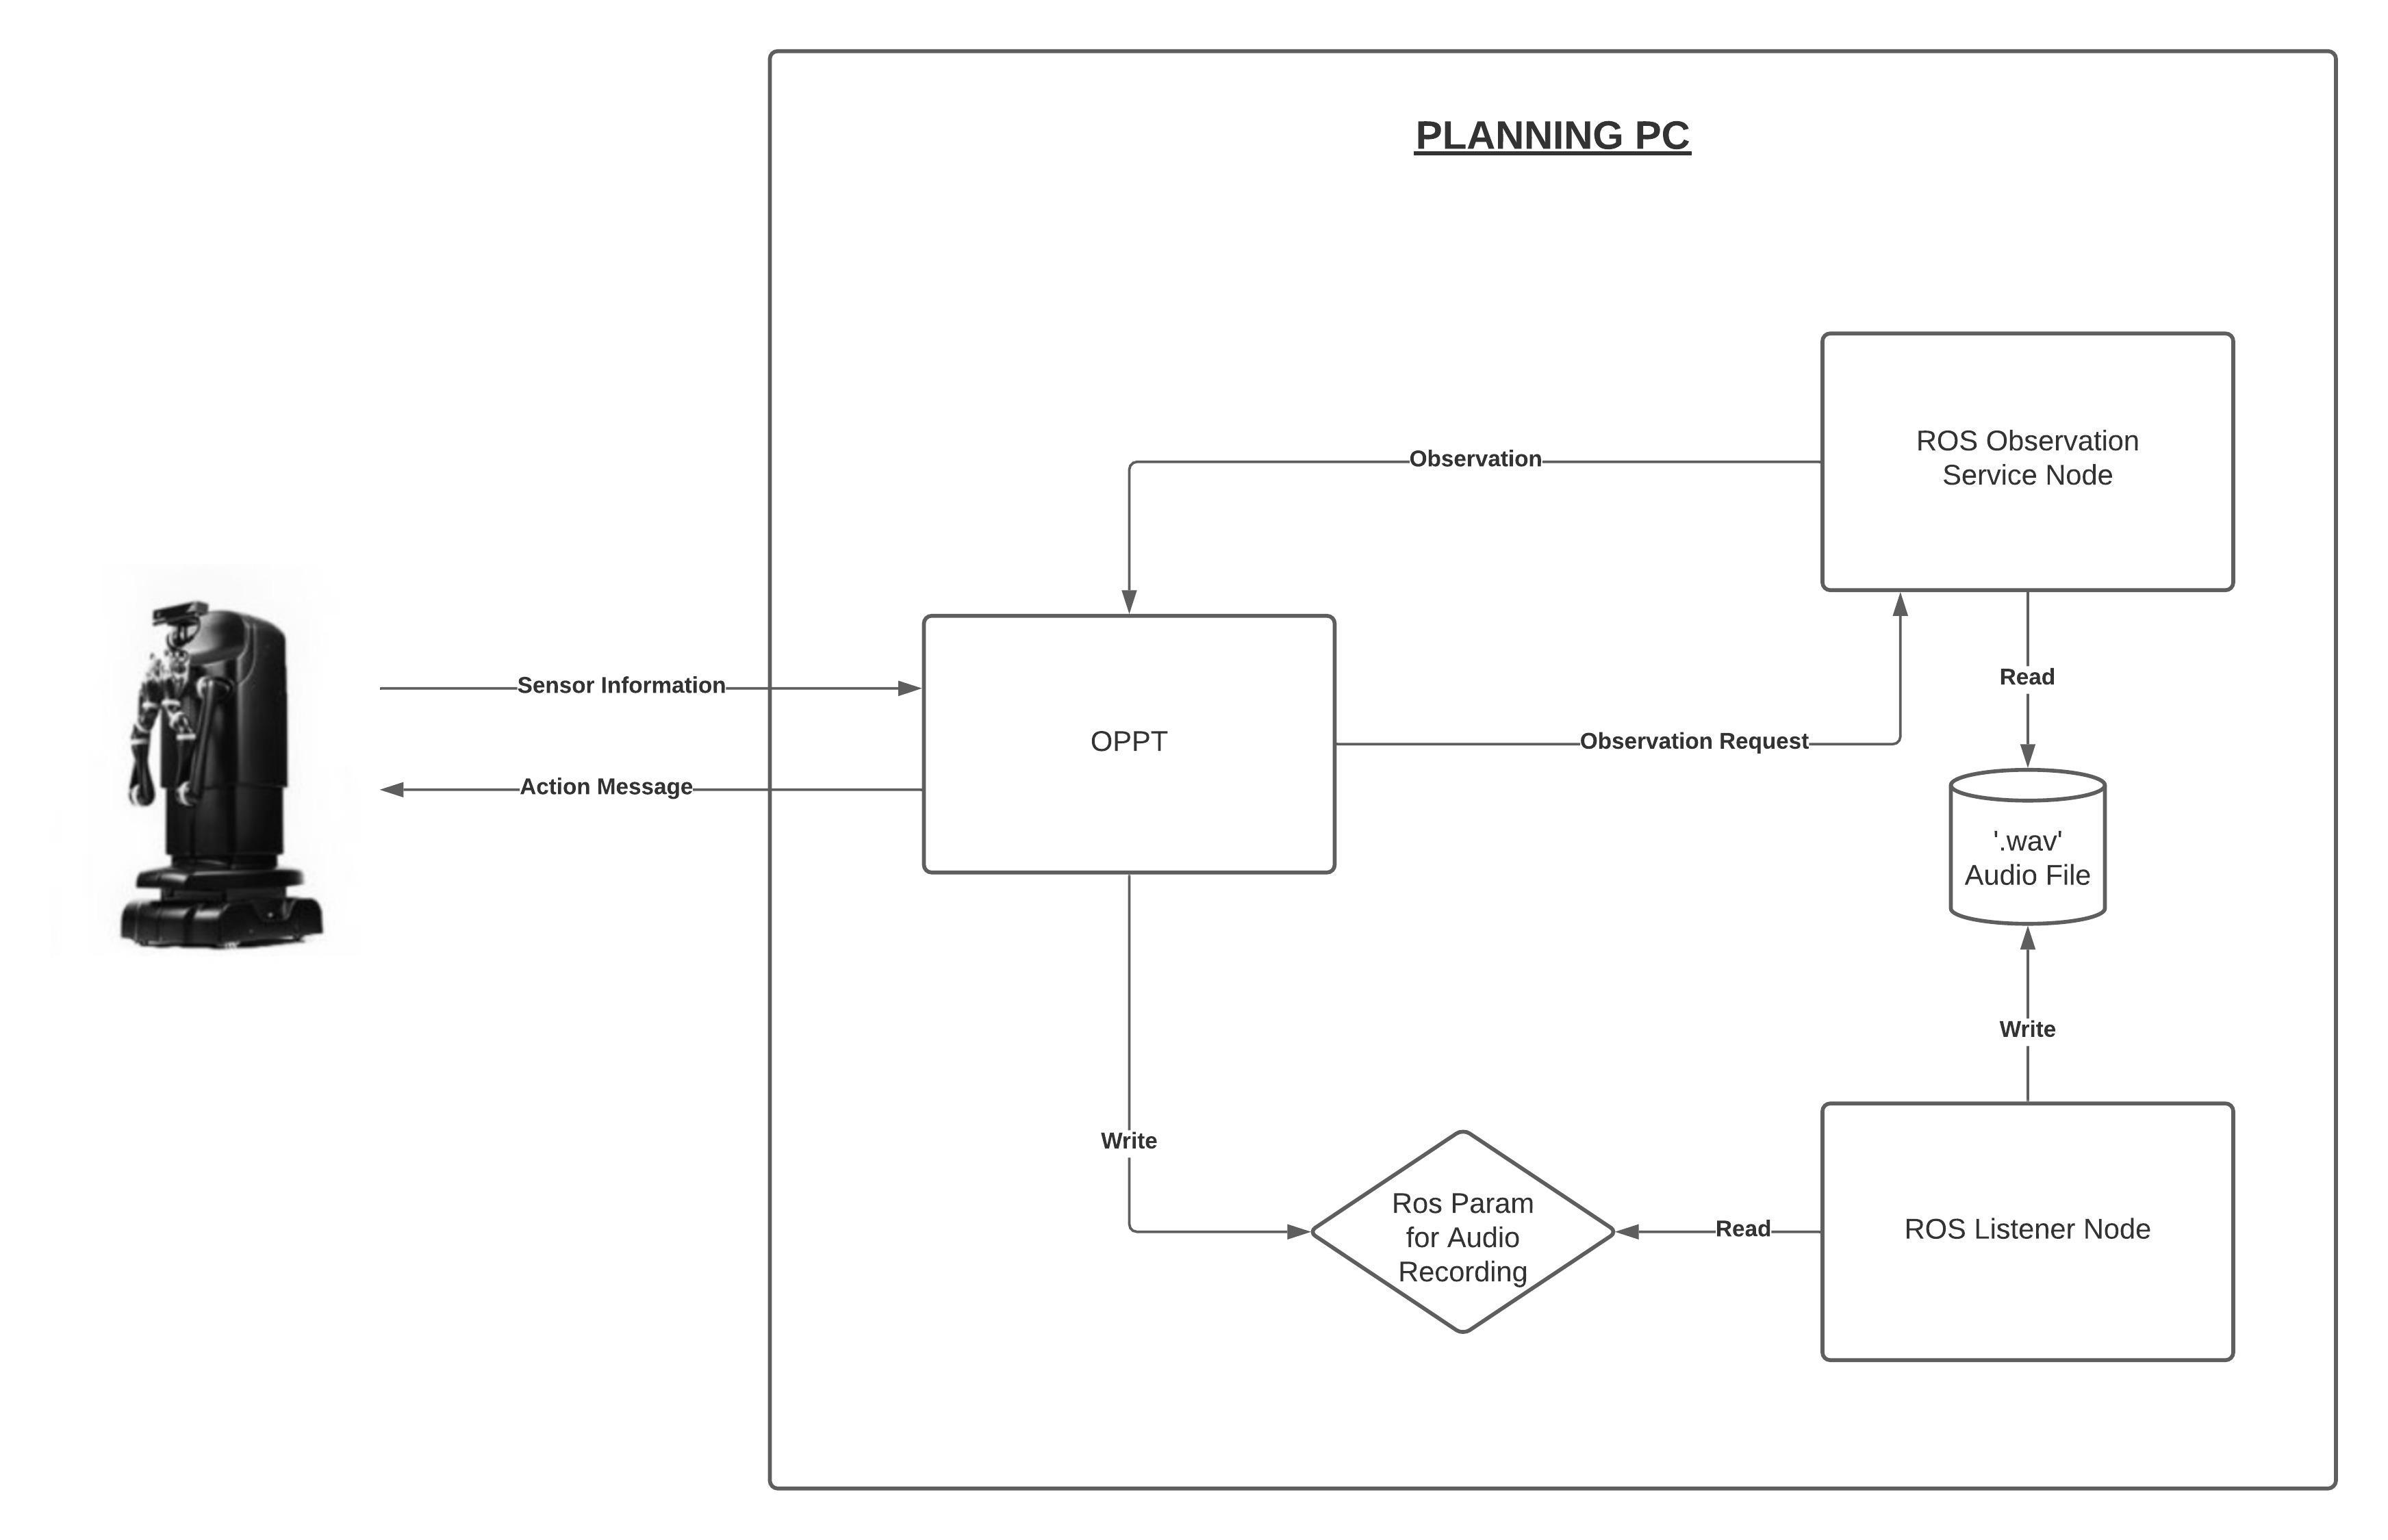 PLANNING PC
ROS Observation
Service Node
Observation
Sensor Information
Read
OPPT
Observation Request
Action Message
'.wav'
Audio File
Write
Write
Ros Param
for Audio
Recording
Read
ROS Listener Node